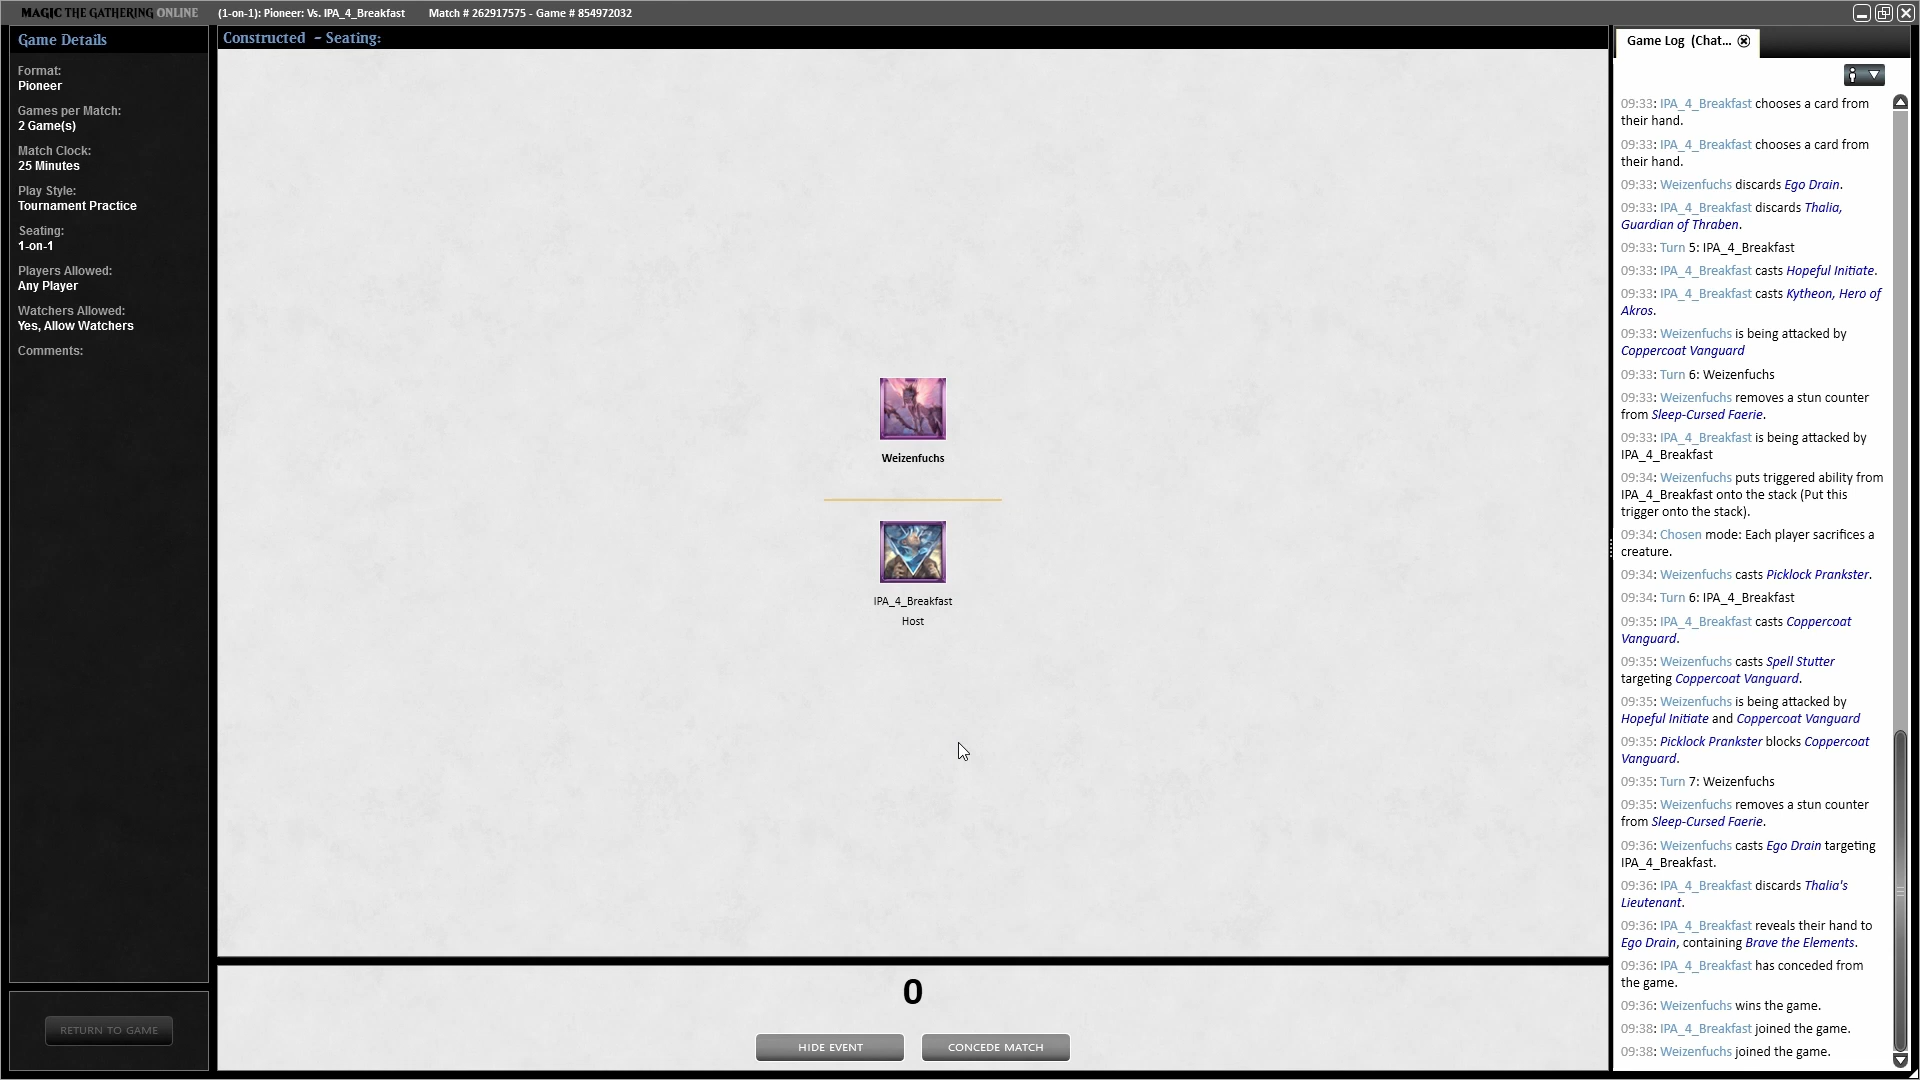 MAGIC THE GATHERING ONLINE (1-on-1): Pioneer: Vs. IPA_4_Breakfast Match # 262917575 - Game # 854972032
Game Details
Format:
Pioneer
Games per Match:
2 Game(s)
Match Clock:
25 Minutes
Play Style:
Tournament Practice
Seating:
1-on-1
Players Allowed:
Any Player
Watchers Allowed:
Yes, Allow Watchers
Comments:
RETURN TO GAME
Constructed - Seating:
Weizenfuchs
IPA_4_Breakfast
Host
0
HIDE EVENT
CONCEDE MATCH
Game Log (Chat...
09:33: IPA_4_Breakfast chooses a card from
their hand.
09:33: IPA_4_Breakfast chooses a card from
their hand.
09:33: Weizenfuchs discards Ego Drain.
09:33: IPA_4_Breakfast discards Thalia,
Guardian of Thraben.
09:33: Turn 5: IPA_4_Breakfast
09:33: IPA_4_Breakfast casts Hopeful Initiate.
09:33: IPA_4_Breakfast casts Kytheon, Hero of
Akros.
09:33: Weizenfuchs is being attacked by
Coppercoat Vanguard
09:33: Turn 6: Weizenfuchs
09:33: Weizenfuchs removes a stun counter
from Sleep-Cursed Faerie.
09:33: IPA_4_Breakfast is being attacked by
IPA_4_Breakfast
09:34: Weizenfuchs puts triggered ability from
IPA_4_Breakfast onto the stack (Put this
trigger onto the stack).
09:34: Chosen mode: Each player sacrifices a
creature.
09:34: Weizenfuchs casts Picklock Prankster.
09:34: Turn 6: IPA_4_Breakfast
09:35: IPA_4_Breakfast casts Coppercoat
Vanguard.
09:35: Weizenfuchs casts Spell Stutter
targeting Coppercoat Vanguard.
09:35: Weizenfuchs is being attacked by
Hopeful Initiate and Coppercoat Vanguard
09:35: Picklock Prankster blocks Coppercoat
Vanguard.
09:35: Turn 7: Weizenfuchs
09:35: Weizenfuchs removes a stun counter
from Sleep-Cursed Faerie.
09:36: Weizenfuchs casts Ego Drain targeting
IPA_4_Breakfast.
09:36: IPA_4_Breakfast discards Thalia's
Lieutenant.
09:36: IPA_4_Breakfast reveals their hand to
Ego Drain, containing Brave the Elements.
09:36: IPA_4_Breakfast has conceded from
the game.
09:36: Weizenfuchs wins the game.
09:38: IPA_4_Breakfast joined the game.
09:38: Weizenfuchs joined the game.